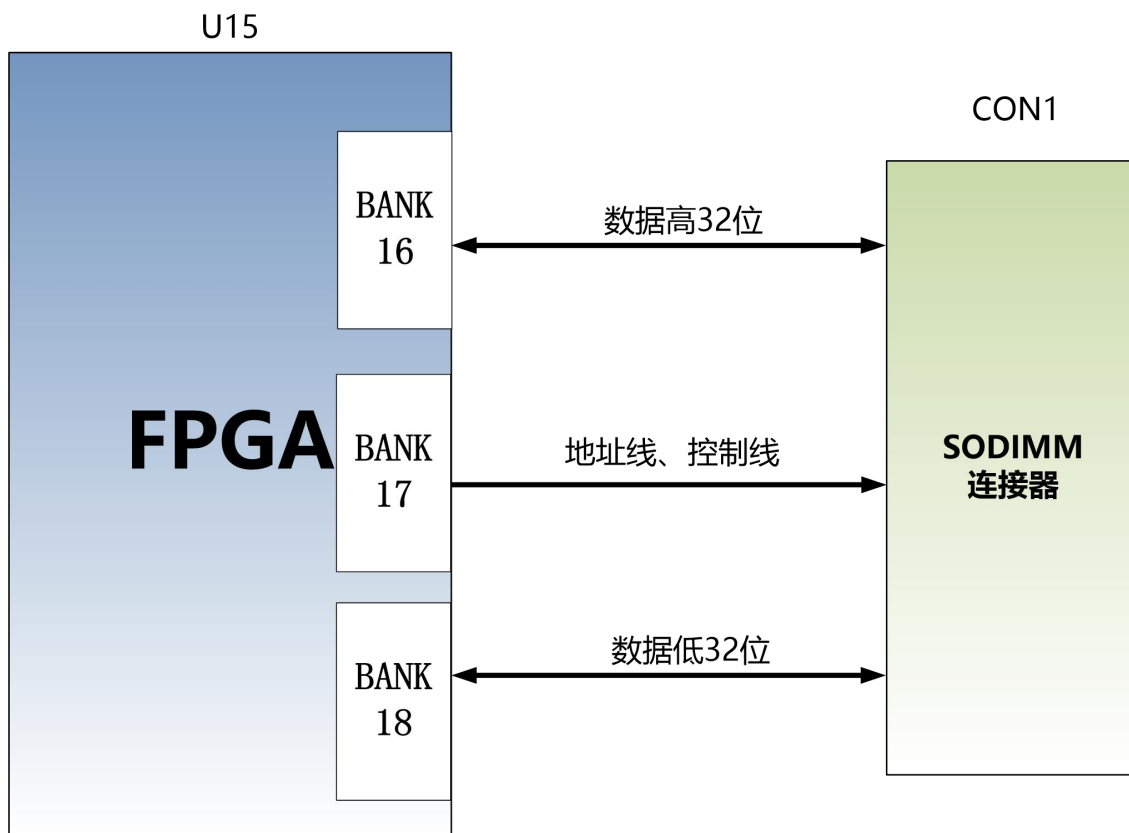 U15
CON1
BANK
16
数据高32位
FPGA
BANK
17
地址线、控制线
SODIMM
连接器
BANK
18
数据低32位